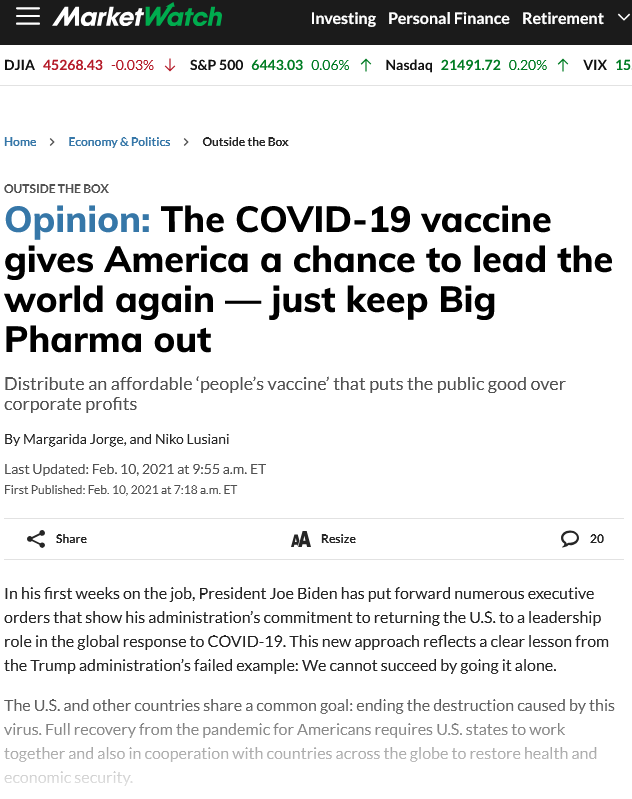 MarketWatch Investing Personal Finance Retirement
DJIA 45268.43 -0.03% ↓ S&P 500 6443.03 0.06% ↑ Nasdaq 21491.72 0.20% ↑ VIX 15
Home > Economy & Politics > Outside the Box
OUTSIDE THE BOX
Opinion: The COVID-19 vaccine
gives America a chance to lead the
world again — just keep Big
Pharma out
Distribute an affordable ‘people’s vaccine’ that puts the public good over
corporate profits
By Margarida Jorge, and Niko Lusiani
Last Updated: Feb. 10, 2021 at 9:55 a.m. ET
First Published: Feb. 10, 2021 at 7:18 a.m. ET
Share AA Resize 20
In his first weeks on the job, President Joe Biden has put forward numerous executive
orders that show his administration’s commitment to returning the U.S. to a leadership
role in the global response to COVID-19. This new approach reflects a clear lesson from
the Trump administration’s failed example: We cannot succeed by going it alone.
The U.S. and other countries share a common goal: ending the destruction caused by this
virus. Full recovery from the pandemic for Americans requires U.S. states to work
together and also in cooperation with countries across the globe to restore health and
economic security.